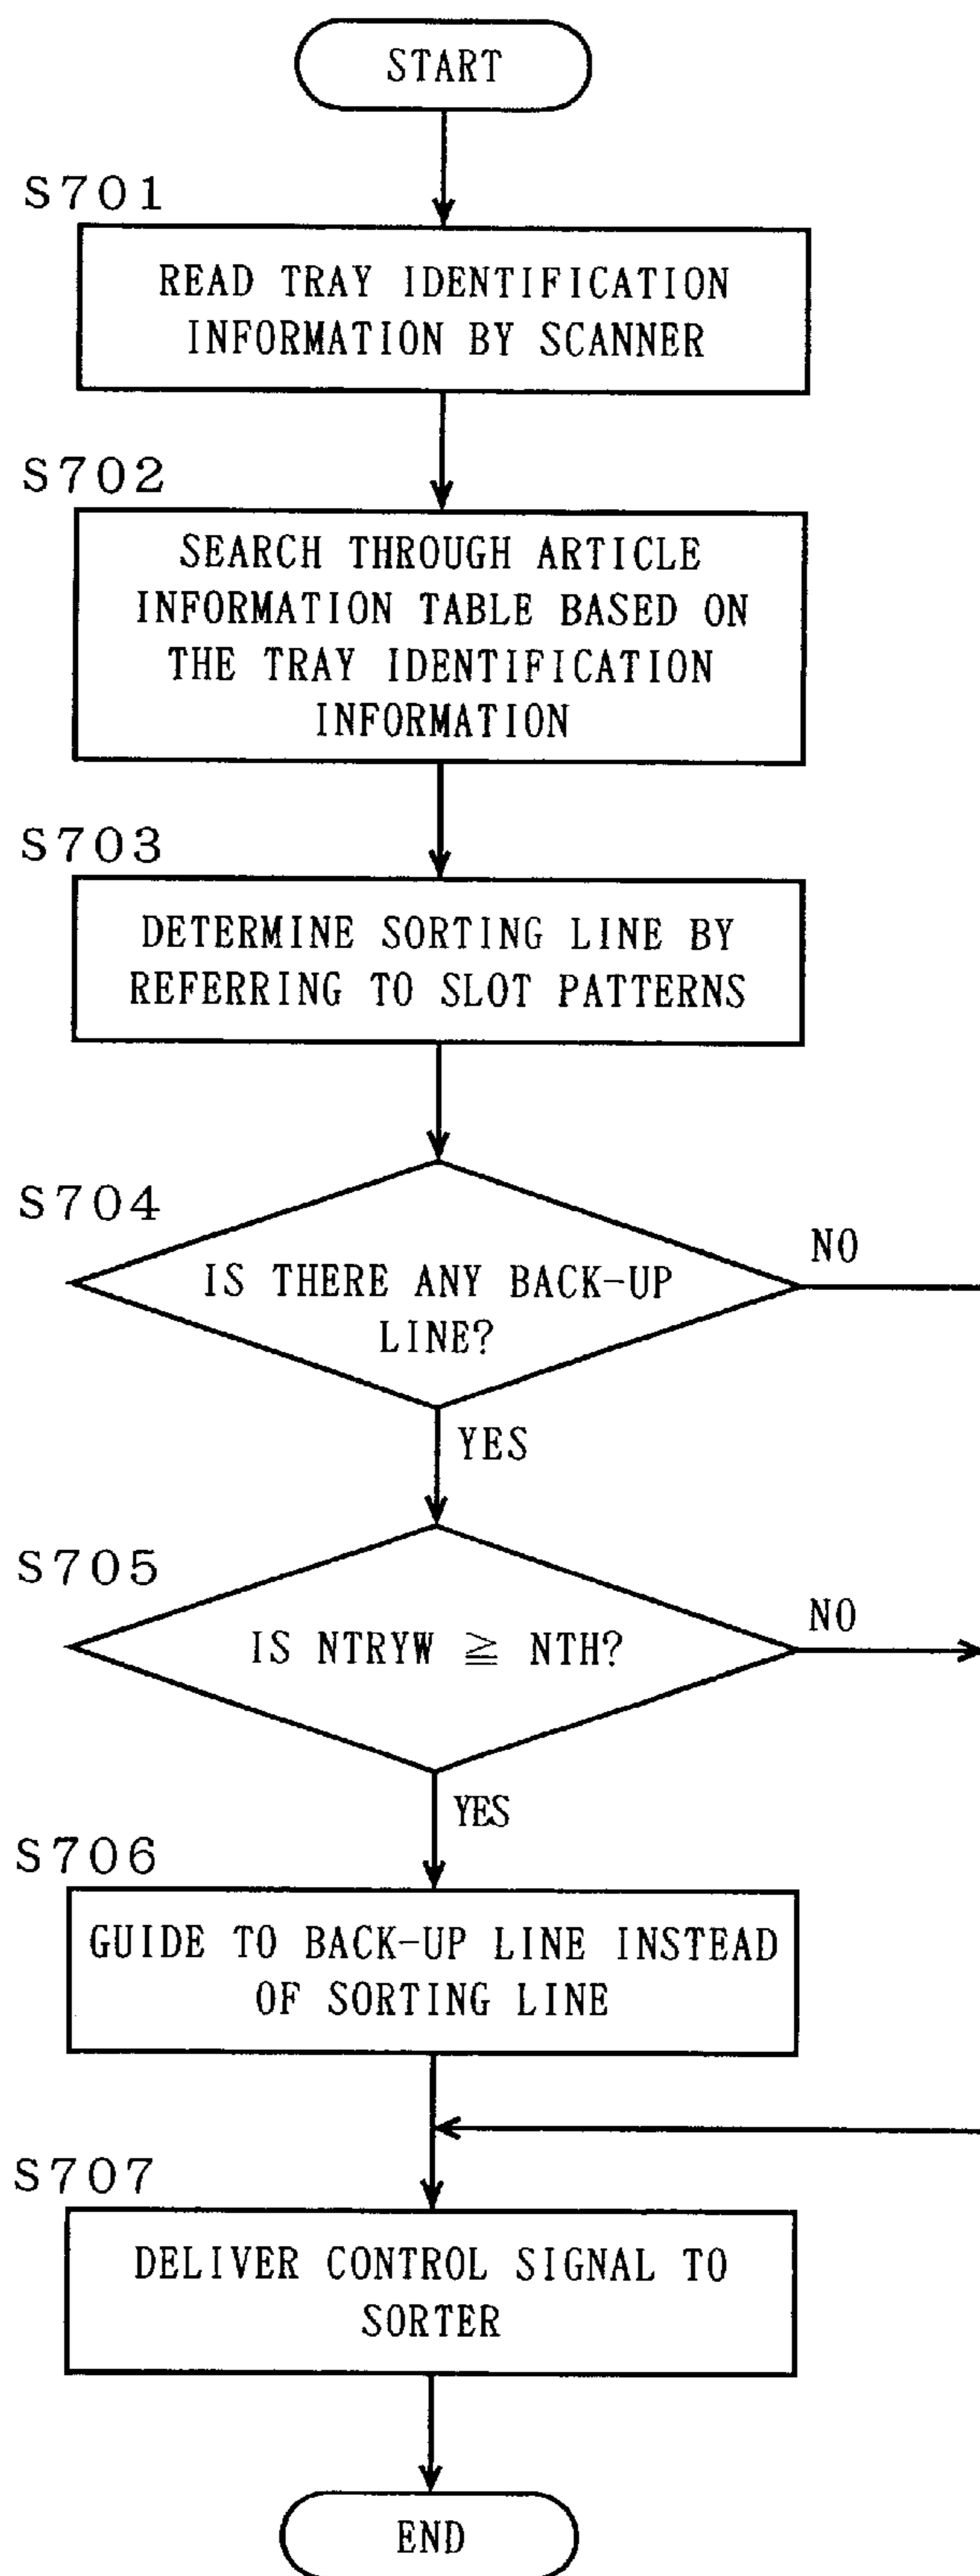 START
S701
READ TRAY IDENTIFICATION
INFORMATION BY SCANNER
S702
SEARCH THROUGH ARTICLE
INFORMATION TABLE BASED ON
THE TRAY IDENTIFICATION
INFORMATION
S703
DETERMINE SORTING LINE BY
REFERRING TO SLOT PATTERNS
S704
IS THERE ANY BACK-UP
LINE?
NO
YES
S705
IS NTRYW ≧ NTH?
NO
YES
S706
GUIDE TO BACK-UP LINE INSTEAD
OF SORTING LINE
S707
DELIVER CONTROL SIGNAL TO
SORTER
END